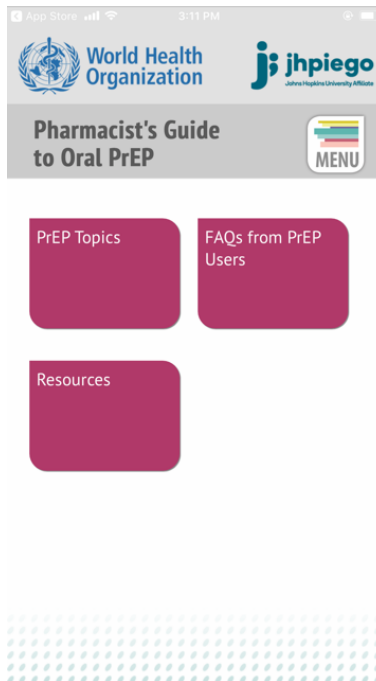 App Store
3:11 PM
World Health
Organization
jhpiego
Johns Hopkins University Affiliate
Pharmacist's Guide
to Oral PrEP
MENU
PrEP Topics
FAQs from PrEP
Users
Resources